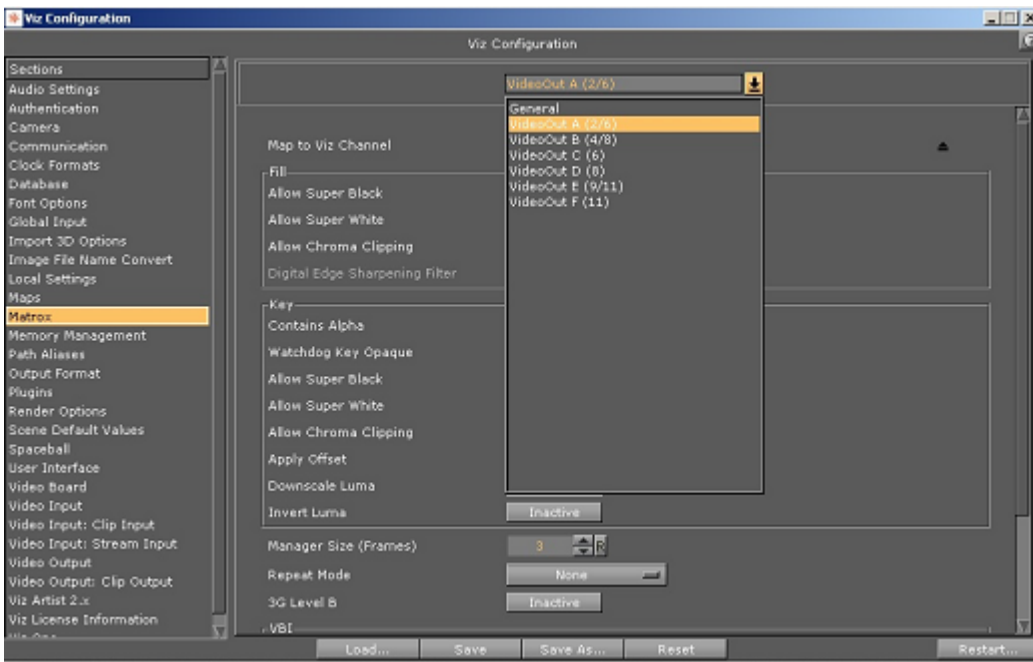 Viz Configuration
Viz Configuration
Sections
Audio Settings
Authentication
Camera
Communication
Clock Formats
Database
Font Options
Global Input
Import 3D Options
Image File Name Convert
Local Settings
Maps
Matrox
Memory Management
Path Aliases
Output Format
Plugins
Render Options
Scene Default Values
Spaceball
User Interface
Video Board
Video Input
Video Input: Clip Input
Video Input: Stream Input
Video Output
Video Output: Clip Output
Viz Artist 2.x
Viz License Information
VideoOut A (2/6)
General
VideoOut A (2/6)
VideoOut B (4/8)
VideoOut C (6)
VideoOut D (8)
VideoOut E (9/11)
VideoOut F (11)
Map to Viz Channel
Fill
Allow Super Black
Allow Super White
Allow Chroma Clipping
Digital Edge Sharpening Filter
Key
Contains Alpha
Watchdog Key Opaque
Allow Super Black
Allow Super White
Allow Chroma Clipping
Apply Offset
Downscale Luma
Invert Luma Inactive
Manager Size (Frames) 3 R
Repeat Mode None
3G Level B Inactive
VBI
Load... Save Save As... Reset Restart...